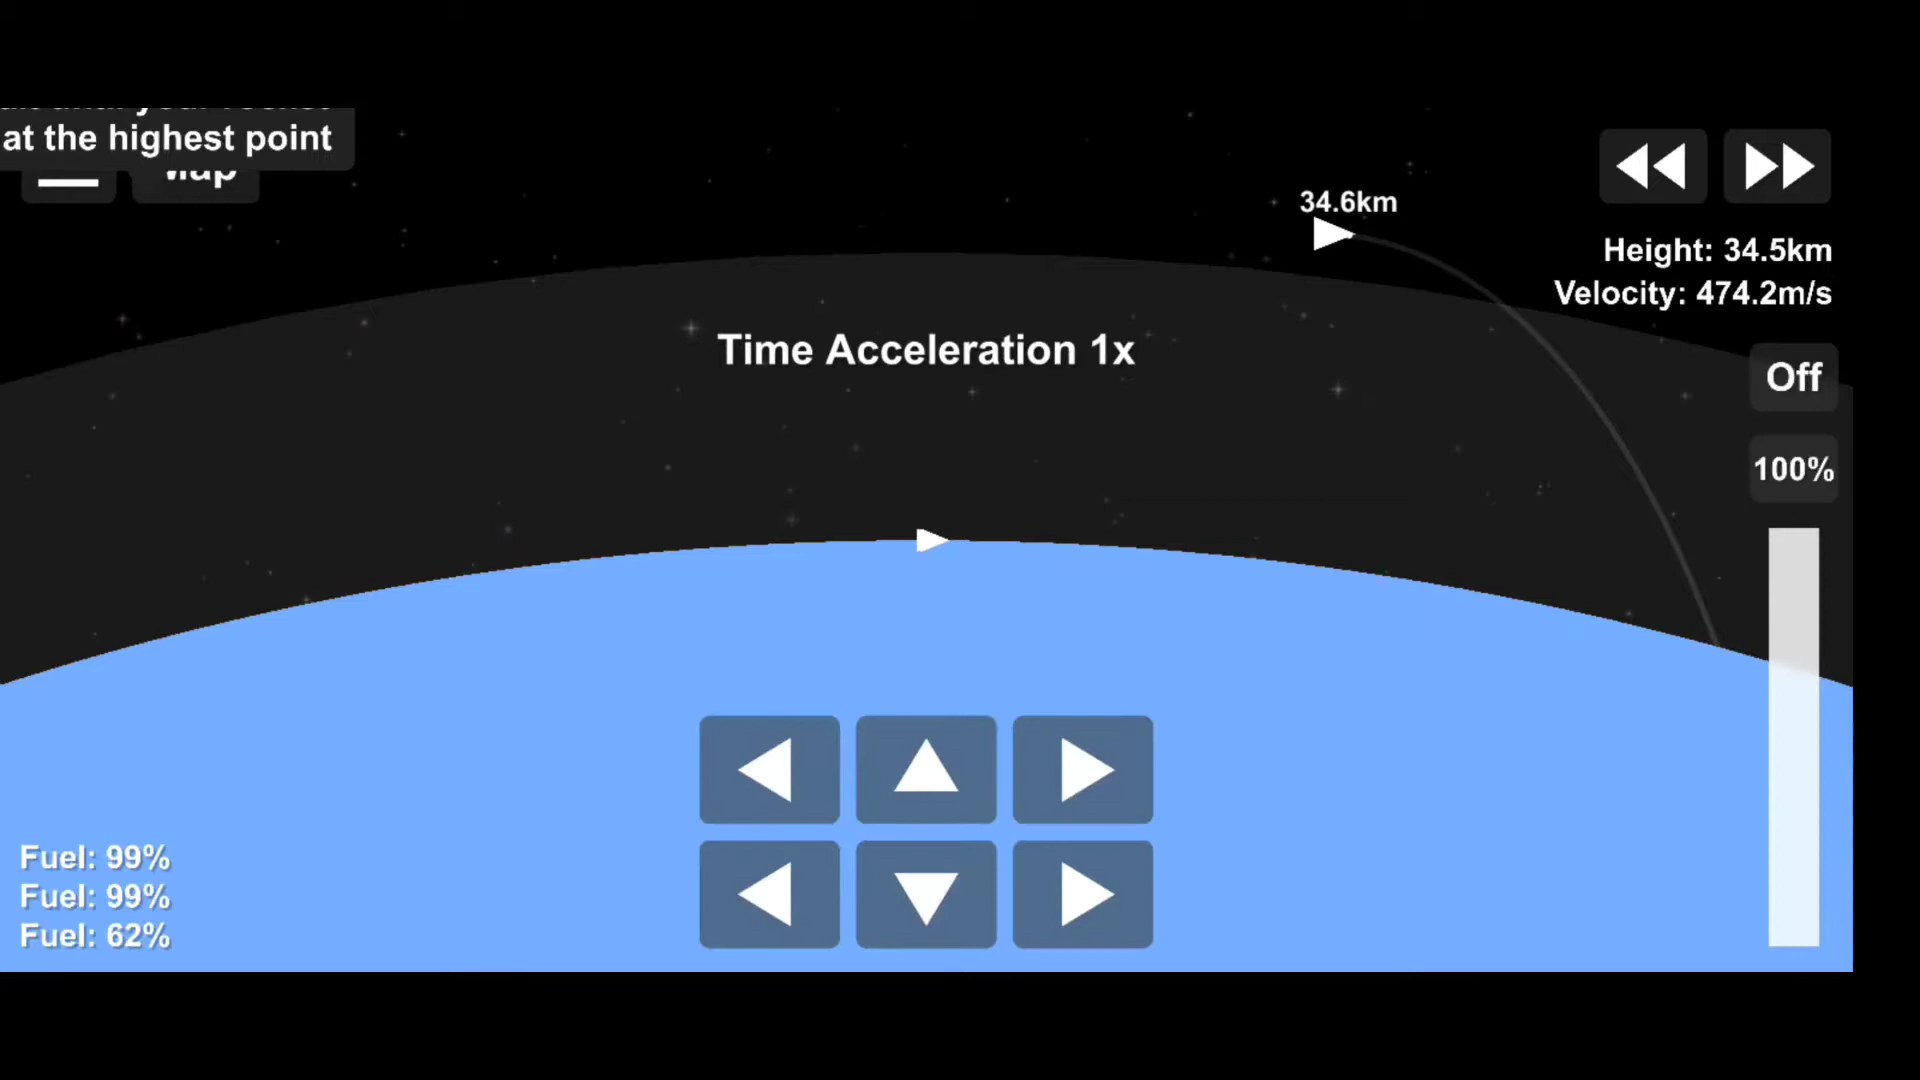 at the highest point
Map
34.6km
Height: 34.5km
Velocity: 474.2m/s
Time Acceleration 1x
Off
100%
Fuel: 99%
Fuel: 99%
Fuel: 62%